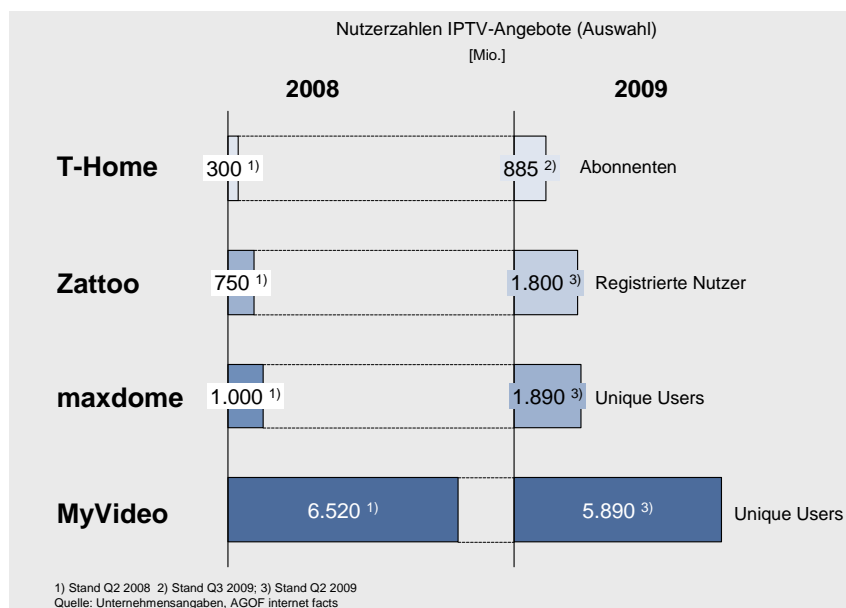 Nutzerzahlen IPTV-Angebote (Auswahl)
[Mio.]
2008 2009
T-Home 300 1) 885 2) Abonnenten
Zattoo 750 1) 1.800 3) Registrierte Nutzer
maxdome 1.000 1) 1.890 3) Unique Users
MyVideo 6.520 1) 5.890 3) Unique Users
1) Stand Q2 2008 2) Stand Q3 2009; 3) Stand Q2 2009
Quelle: Unternehmensangaben, AGOF internet facts